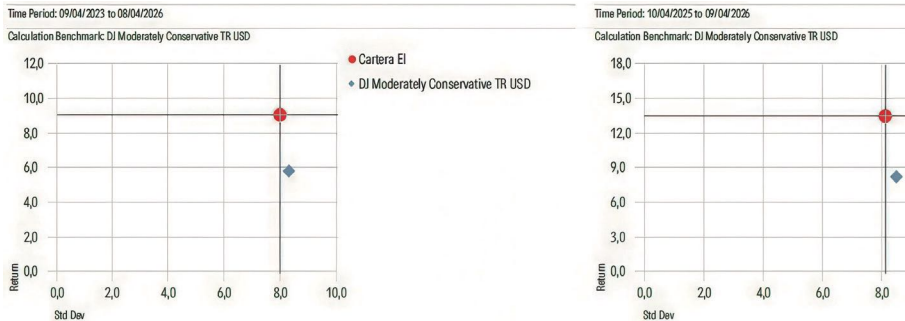 Time Period: 09/04/2023 to 08/04/2026
Calculation Benchmark: DJ Moderately Conservative TR USD
12,0
10,0
8,0
6,0
4,0
2,0
0,0
Return
0,0 2,0 4,0 6,0 8,0 10,0
Std Dev
Cartera El
DJ Moderately Conservative TR USD
Time Period: 10/04/2025 to 09/04/2026
Calculation Benchmark: DJ Moderately Conservative TR USD
18,0
15,0
12,0
9,0
6,0
3,0
0,0
Return
0,0 2,0 4,0 6,0 8,0
Std Dev